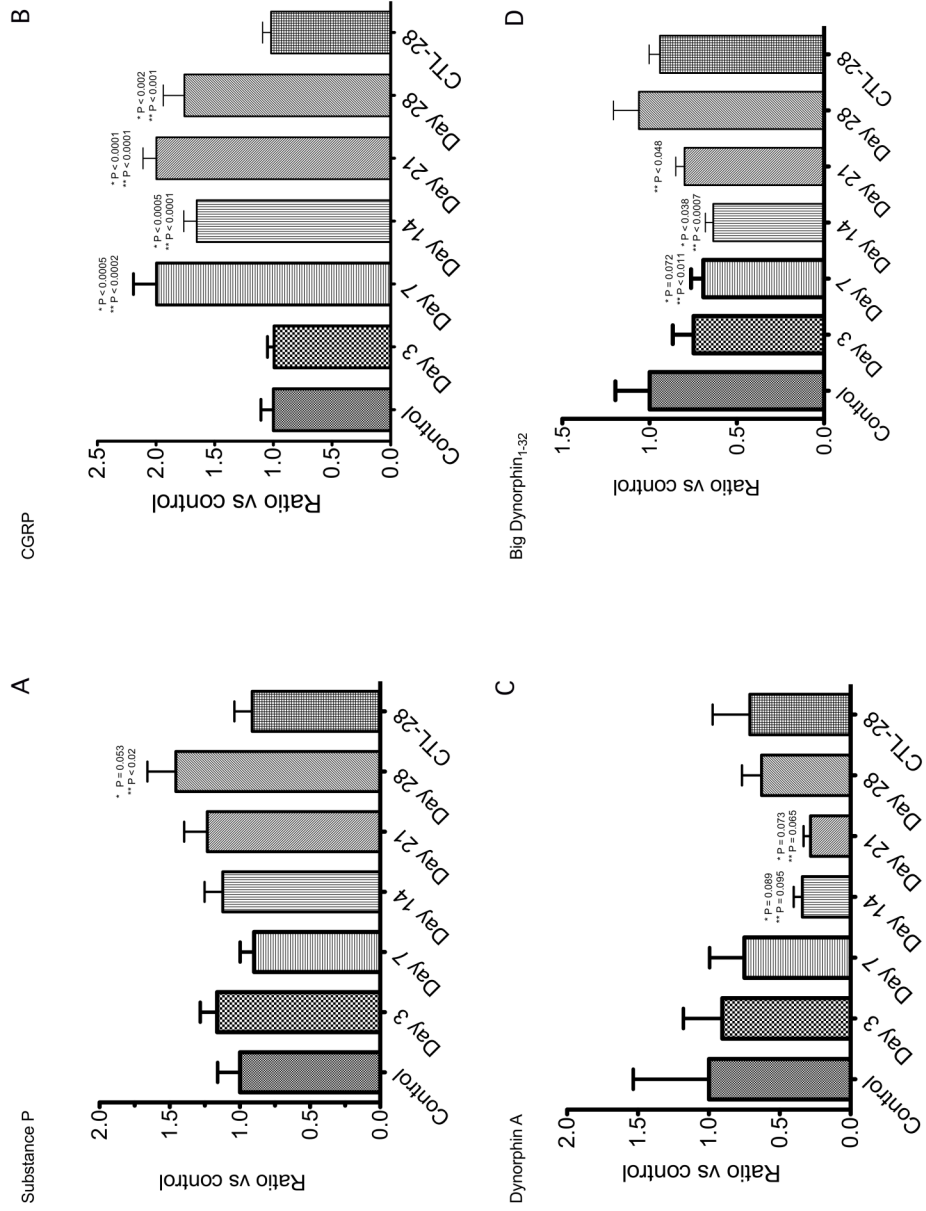 A
Substance P
Ratio vs control
2.0
1.5
1.0
0.5
0.0
* P = 0.053
** P < 0.02
Control
Day 3
Day 7
Day 14
Day 21
Day 28
CTL-28
B
CGRP
Ratio vs control
2.5
2.0
1.5
1.0
0.5
0.0
* P < 0.0005
** P < 0.0002
* P < 0.0005
** P < 0.0001
* P < 0.0001
** P < 0.0001
* P < 0.002
** P < 0.001
Control
Day 3
Day 7
Day 14
Day 21
Day 28
CTL-28
C
Dynorphin A
Ratio vs control
2.0
1.5
1.0
0.5
0.0
* P = 0.089
** P = 0.095
* P = 0.073
** P = 0.065
Control
Day 3
Day 7
Day 14
Day 21
Day 28
CTL-28
D
Big Dynorphin1-32
Ratio vs control
1.5
1.0
0.5
0.0
* P = 0.072
** P < 0.011
* P < 0.038
** P < 0.0007
** P < 0.048
Control
Day 3
Day 7
Day 14
Day 21
Day 28
CTL-28